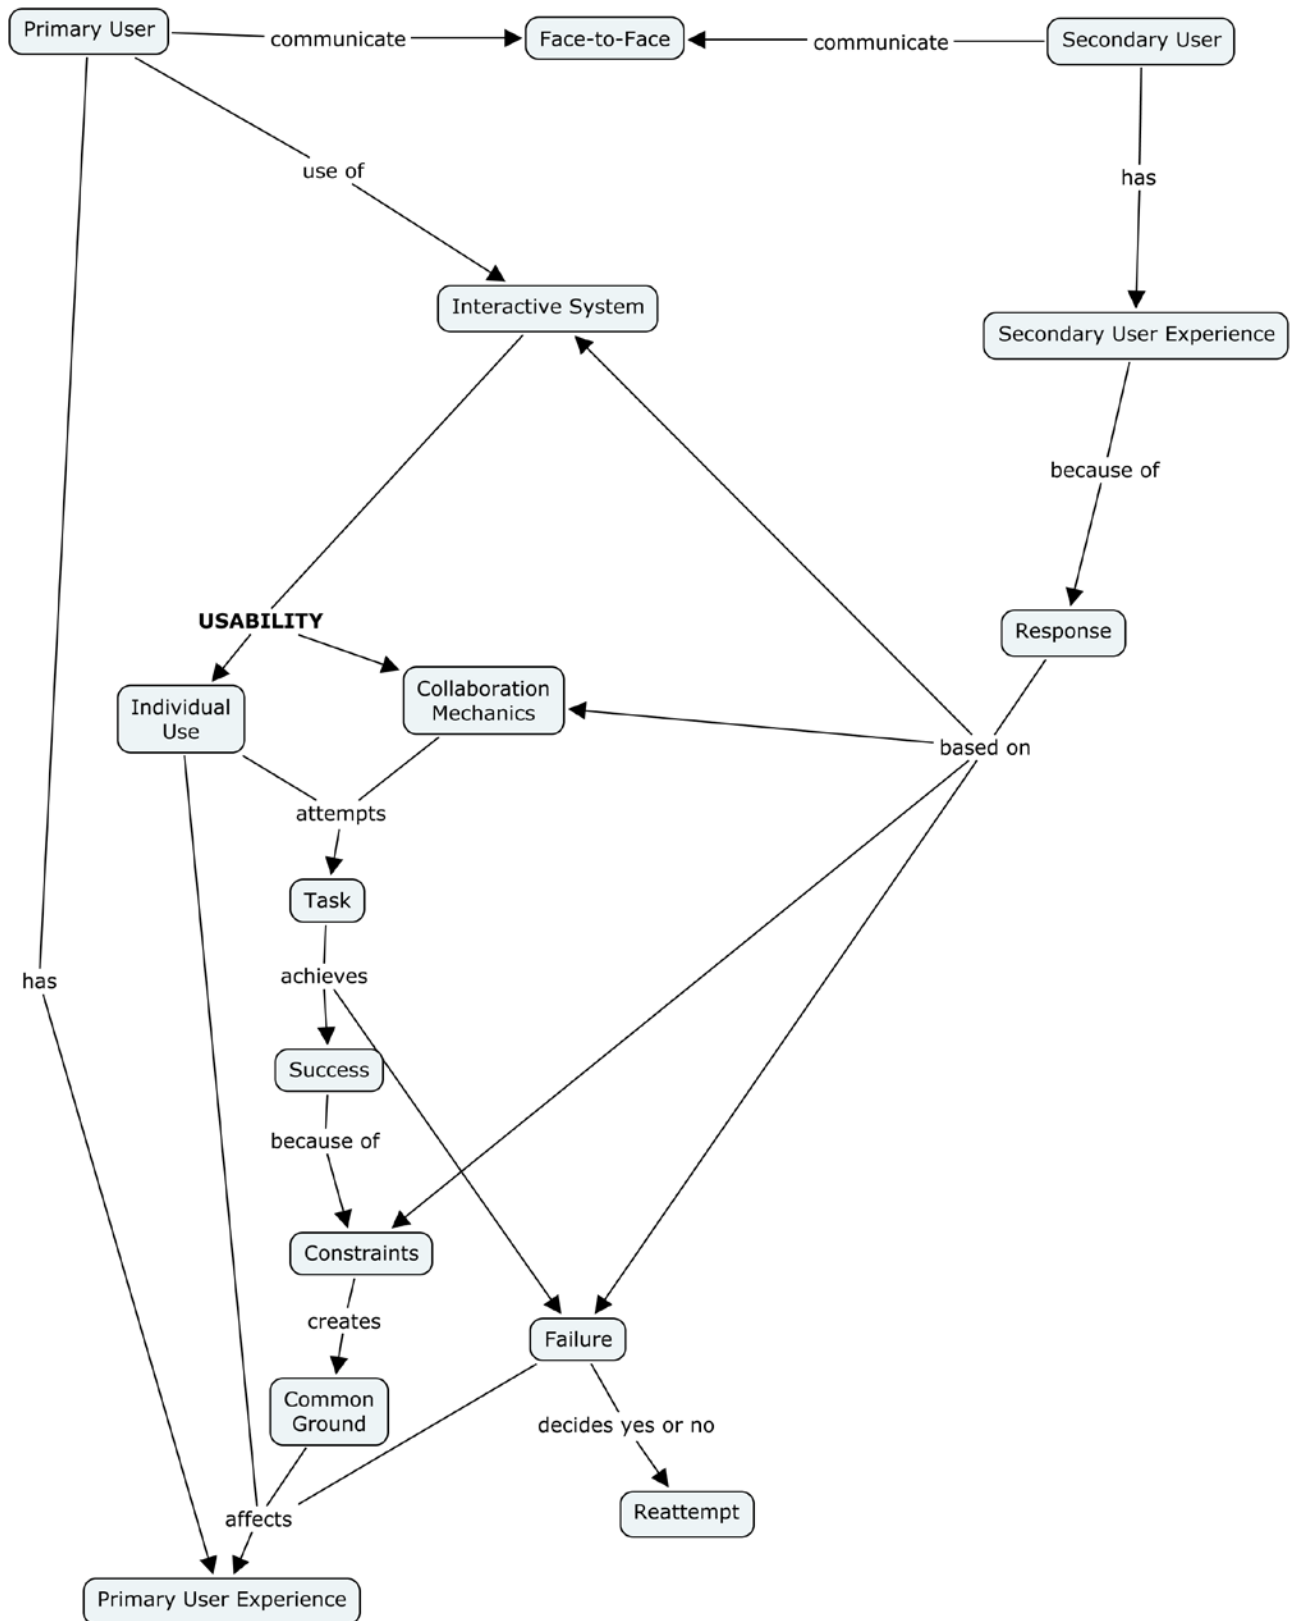 Primary User
communicate
Face-to-Face
communicate
Secondary User
use of
has
Interactive System
Secondary User Experience
because of
USABILITY
Response
Individual
Use
Collaboration
Mechanics
based on
attempts
Task
has
achieves
Success
because of
Constraints
creates
Failure
Common
Ground
decides yes or no
affects
Reattempt
Primary User Experience